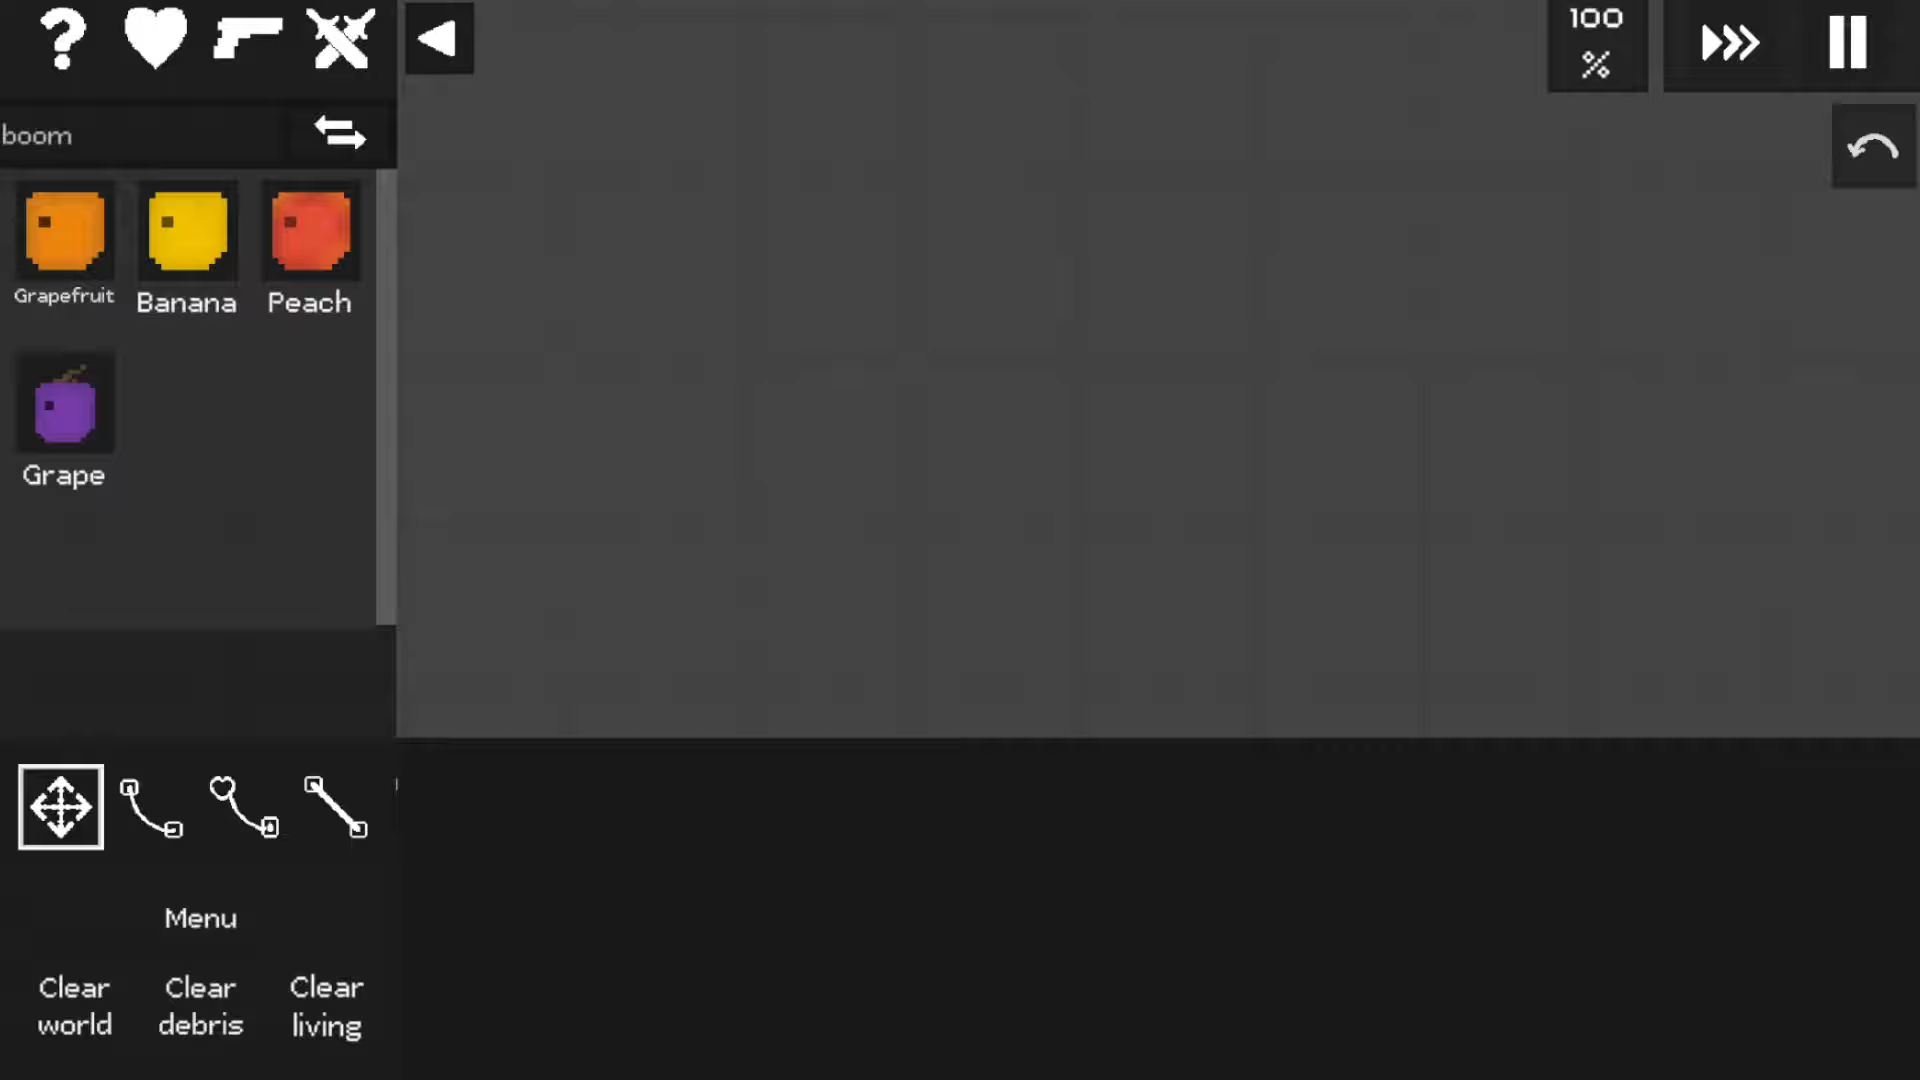 100
%
boom
Grapefruit
Banana
Peach
Grape
Menu
Clear world
Clear debris
Clear living